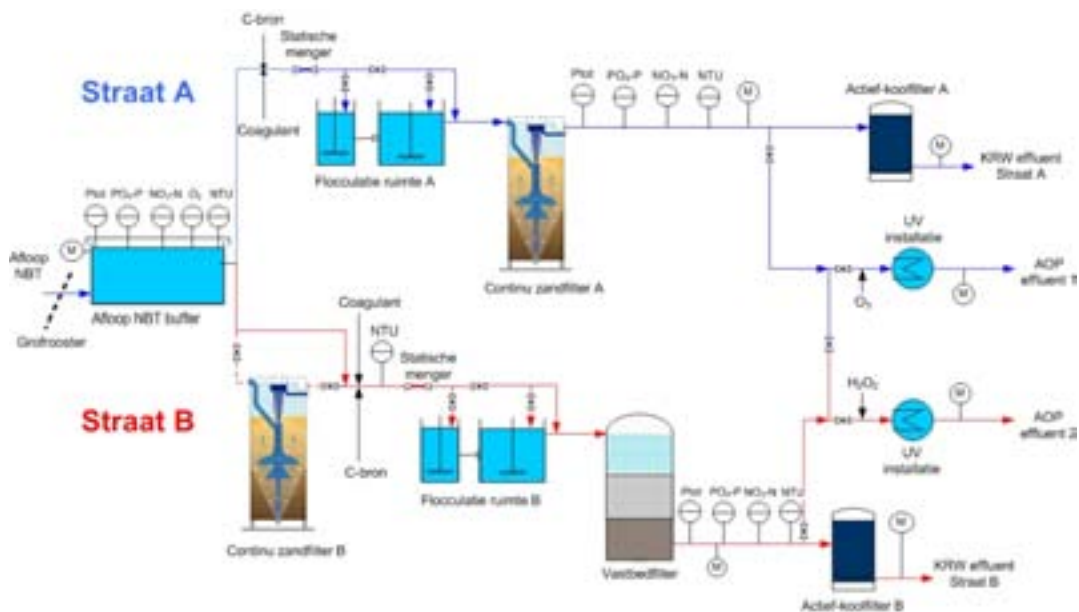 C-bron
Statische
menger
Straat A
Coagulant
Flocculatie ruimte A
Ptot PO₄-P NO₃-N NTU M
Continu zandfilter A
Actief-koolfilter A
M
KRW effluent
Straat A
Ptot PO₄-P NO₃-N O₂ NTU
M
Afloop
NBT
Afloop NBT buffer
Grofrooster
UV
installatie
O₃
M
AOP
effluent 1
Coagulant
NTU
Statische
menger
Straat B
C-bron
Flocculatie ruimte B
Continu zandfilter B
H₂O₂
UV
installatie
M
AOP
effluent 2
Ptot PO₄-P NO₃-N NTU
M
Vastbedfilter
Actief-koolfilter B
M
KRW effluent
Straat B